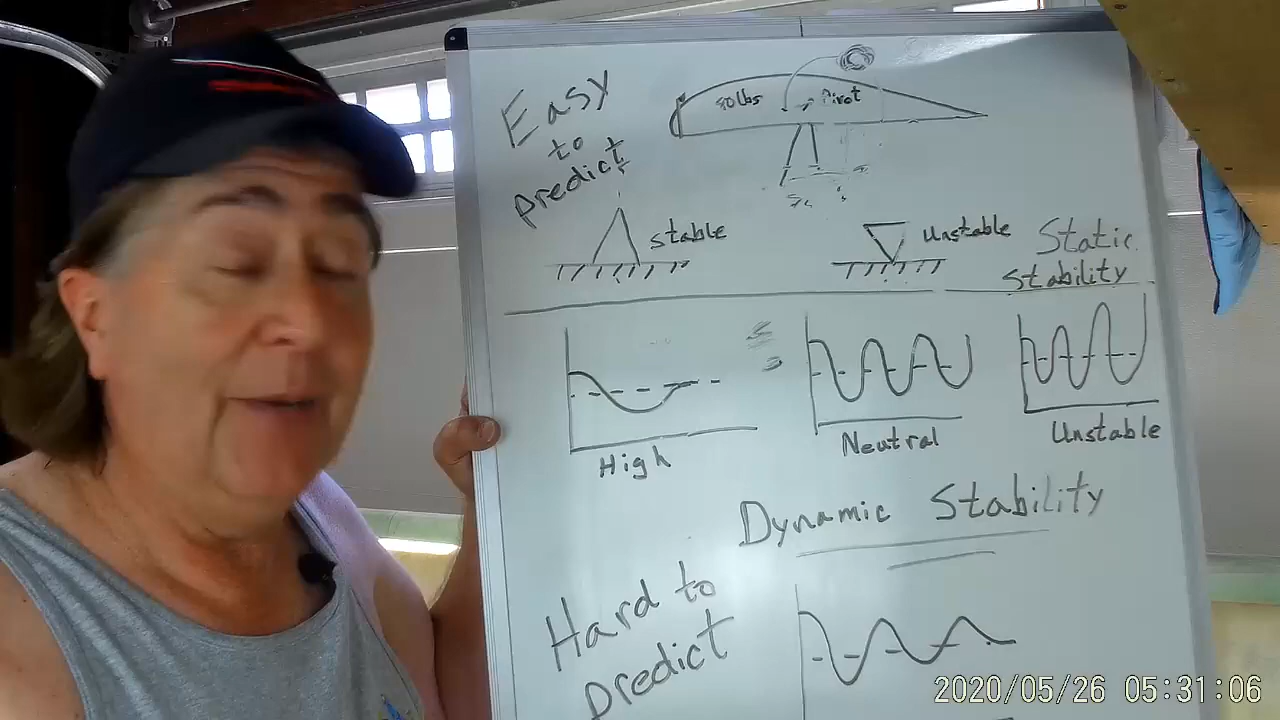 Easy
to
predict
Pivot
stable
Unstable
Static
Stability
High
Neutral
Unstable
Dynamic Stability
Hard to
predict
2020/05/26 05:31:06